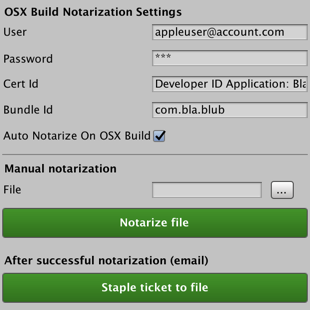 OSX Build Notarization Settings
User appleuser@account.com
Password ***
Cert Id Developer ID Application: Bla
Bundle Id com.bla.blub
Auto Notarize On OSX Build
Manual notarization
File ...
Notarize file
After successful notarization (email)
Staple ticket to file